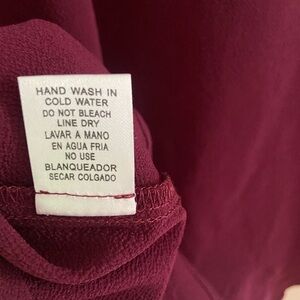 HAND WASH IN
COLD WATER
DO NOT BLEACH
LINE DRY
LAVAR A MANO
EN AGUA FRIA
NO USE
BLANQUEADOR
SECAR COLGADO